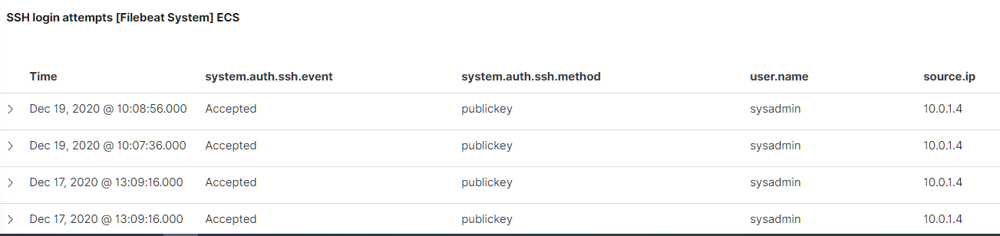 SSH login attempts [Filebeat System] ECS
Time system.auth.ssh.event system.auth.ssh.method user.name source.ip
Dec 19, 2020 @ 10:08:56.000 Accepted publickey sysadmin 10.0.1.4
Dec 19, 2020 @ 10:07:36.000 Accepted publickey sysadmin 10.0.1.4
Dec 17, 2020 @ 13:09:16.000 Accepted publickey sysadmin 10.0.1.4
Dec 17, 2020 @ 13:09:16.000 Accepted publickey sysadmin 10.0.1.4